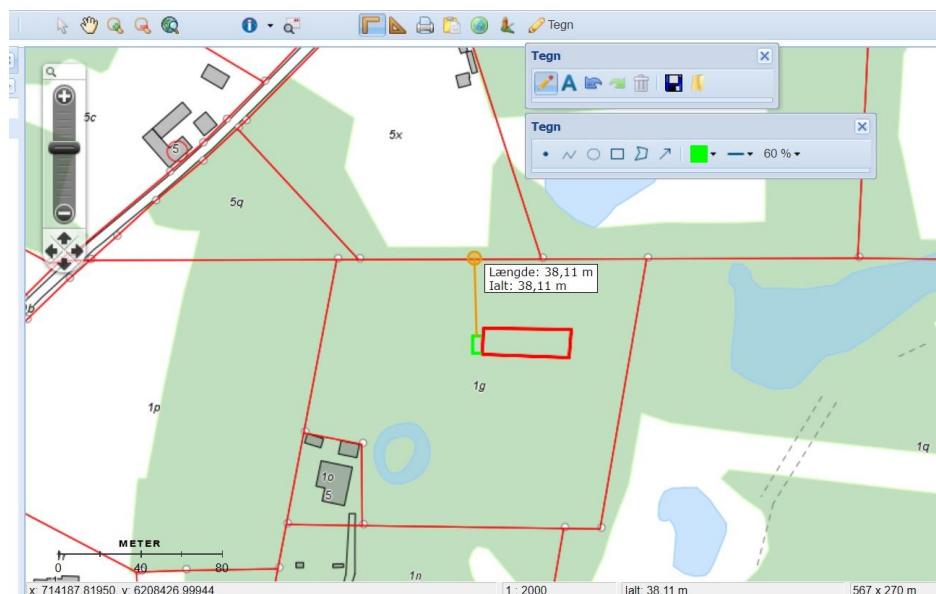 Tegn
Tegn
A
Tegn
60 %
5c
5
5x
5q
Længde: 38,11 m
Ialt: 38,11 m
1g
1p
1q
1o
5
METER
0 40 80
1n
x: 714187.81950 y: 6208426.99944 1 : 2000 Ialt: 38.11 m 567 x 270 m